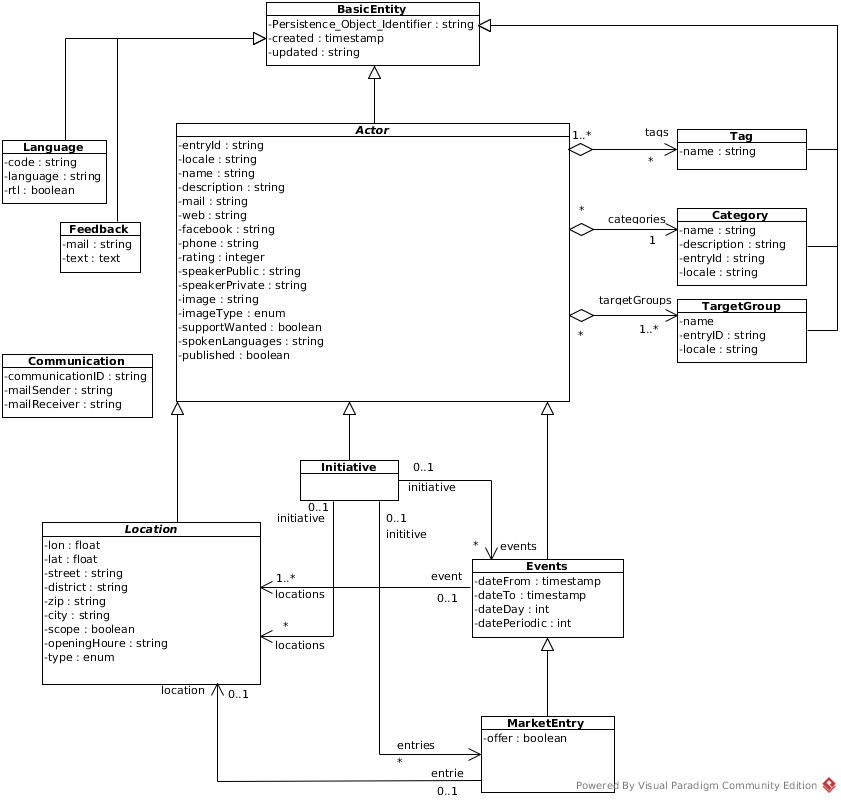 BasicEntity
-Persistence_Object_Identifier : string
-created : timestamp
-updated : string
Actor
-entryId : string
-locale : string
-name : string
-description : string
-mail : string
-web : string
-facebook : string
-phone : string
-rating : integer
-speakerPublic : string
-speakerPrivate : string
-image : string
-imageType : enum
-supportWanted : boolean
-spokenLanguages : string
-published : boolean
Language
-code : string
-language : string
-rtl : boolean
Feedback
-mail : string
-text : text
Communication
-communicationID : string
-mailSender : string
-mailReceiver : string
1..*
tags
*
Tag
-name : string
*
categories
1
Category
-name : string
-description : string
-entryId : string
-locale : string
targetGroups
*
1..*
TargetGroup
-name
-entryID : string
-locale : string
Initiative
0..1
initiative
0..1
initiative
0..1
inititive
* events
Location
-lon : float
-lat : float
-street : string
-district : string
-zip : string
-city : string
-scope : boolean
-openingHoure : string
-type : enum
1..*
locations
event
0..1
*
locations
Events
-dateFrom : timestamp
-dateTo : timestamp
-dateDay : int
-datePeriodic : int
location
0..1
MarketEntry
-offer : boolean
entries
*
entrie
0..1
Powered By Visual Paradigm Community Edition